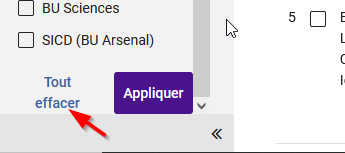 BU Sciences
SICD (BU Arsenal)
Tout
effacer
Appliquer
5